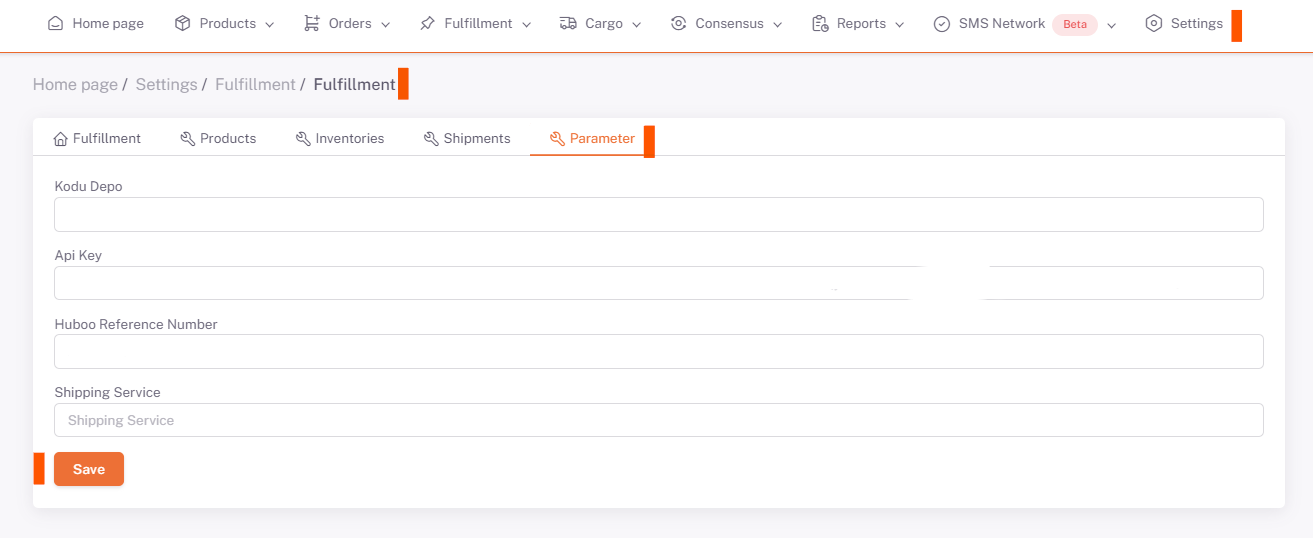 Home page Products Orders Fulfillment Cargo Consensus Reports SMS Network Beta Settings
Home page / Settings / Fulfillment / Fulfillment
Fulfillment Products Inventories Shipments Parameter
Kodu Depo
Api Key
Huboo Reference Number
Shipping Service
Shipping Service
Save